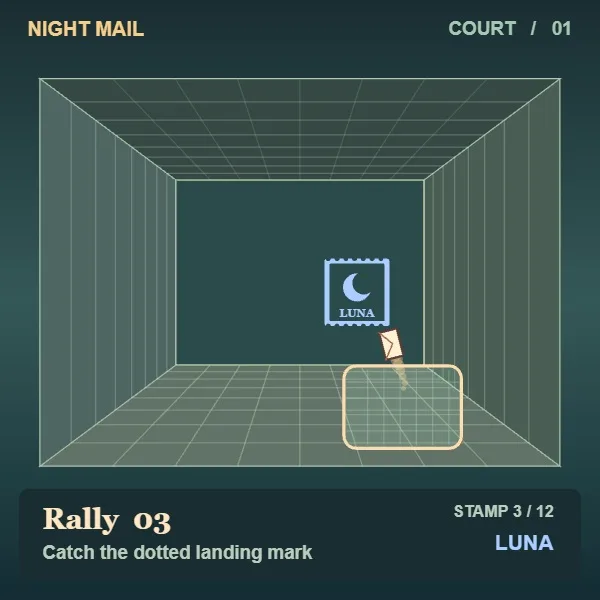 NIGHT MAIL
COURT / 01
LUNA
Rally 03
Catch the dotted landing mark
STAMP 3 / 12
LUNA